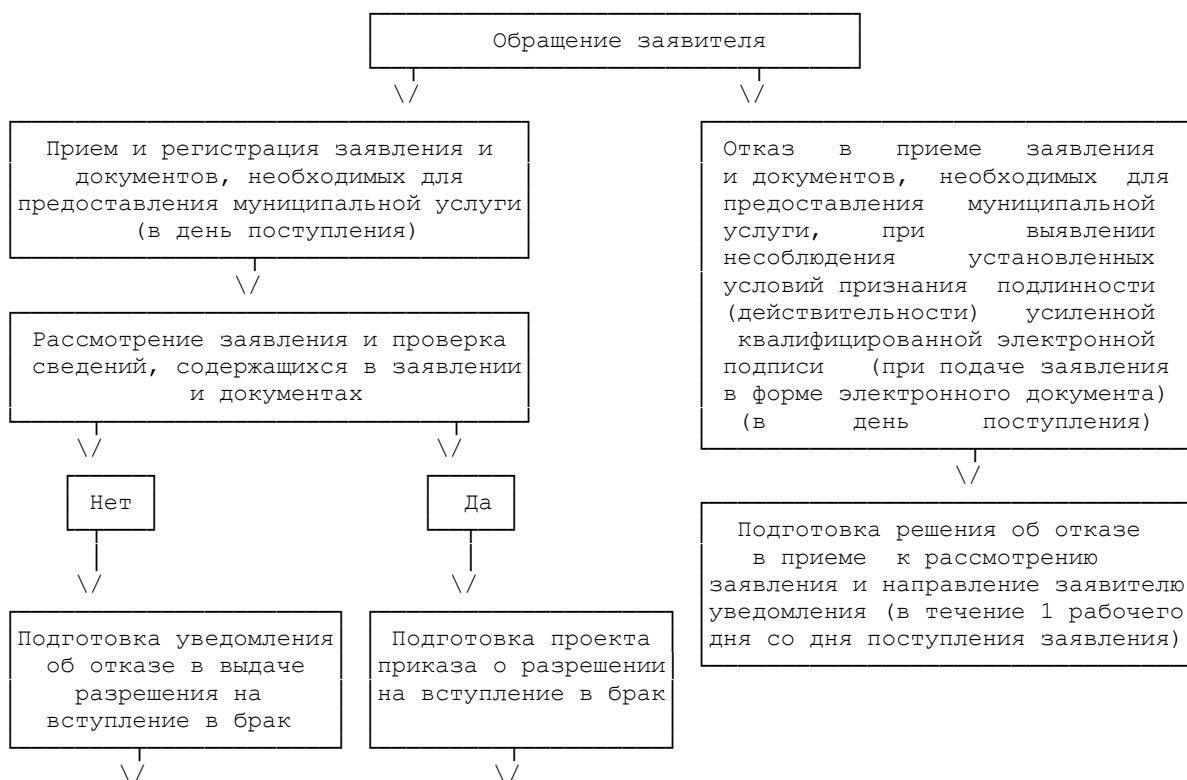 Обращение заявителя
Прием и регистрация заявления и
документов, необходимых для
предоставления муниципальной услуги
(в день поступления)
Отказ в приеме заявления
и документов, необходимых для
предоставления муниципальной
услуги, при выявлении
несоблюдения установленных
условий признания подлинности
(действительности) усиленной
квалифицированной электронной
подписи (при подаче заявления
в форме электронного документа)
(в день поступления)
Рассмотрение заявления и проверка
сведений, содержащихся в заявлении
и документах
Нет
Да
Подготовка решения об отказе
в приеме к рассмотрению
заявления и направление заявителю
уведомления (в течение 1 рабочего
дня со дня поступления заявления)
Подготовка уведомления
об отказе в выдаче
разрешения на
вступление в брак
Подготовка проекта
приказа о разрешении
на вступление в брак